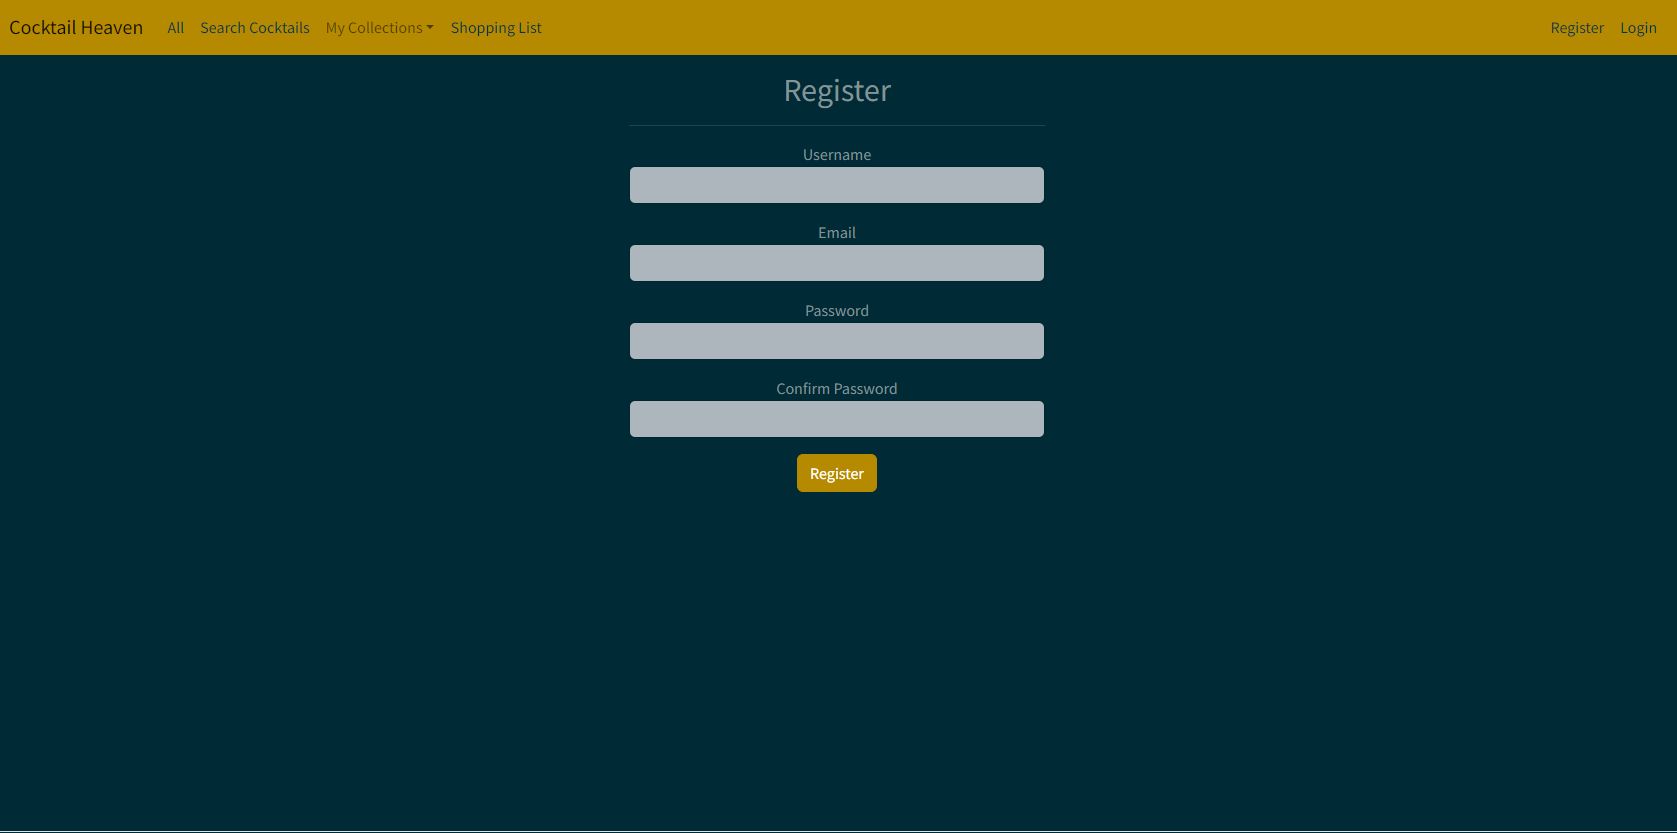 Cocktail Heaven All Search Cocktails My Collections Shopping List Register Login
Register
Username
Email
Password
Confirm Password
Register